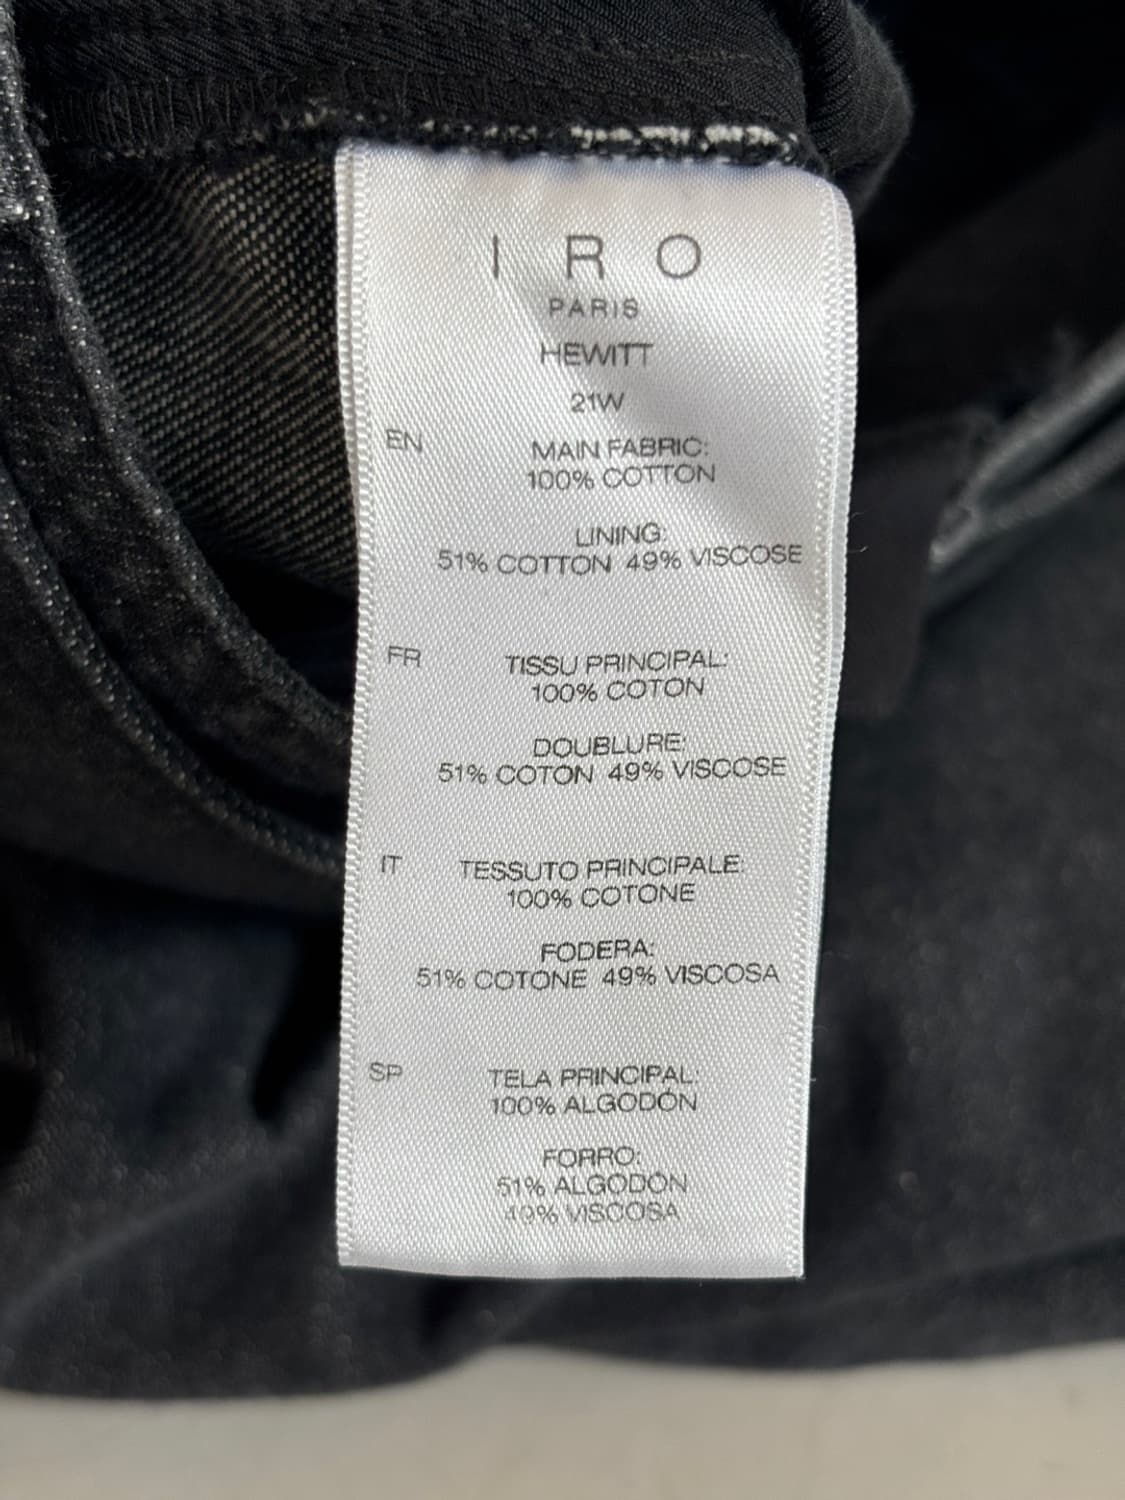 I R O
PARIS
HEWITT
21W
EN
MAIN FABRIC:
100% COTTON
LINING:
51% COTTON 49% VISCOSE
FR
TISSU PRINCIPAL:
100% COTON
DOUBLURE:
51% COTON 49% VISCOSE
IT
TESSUTO PRINCIPALE:
100% COTONE
FODERA:
51% COTONE 49% VISCOSA
SP
TELA PRINCIPAL:
100% ALGODÓN
FORRO:
51% ALGODÓN
49% VISCOSA